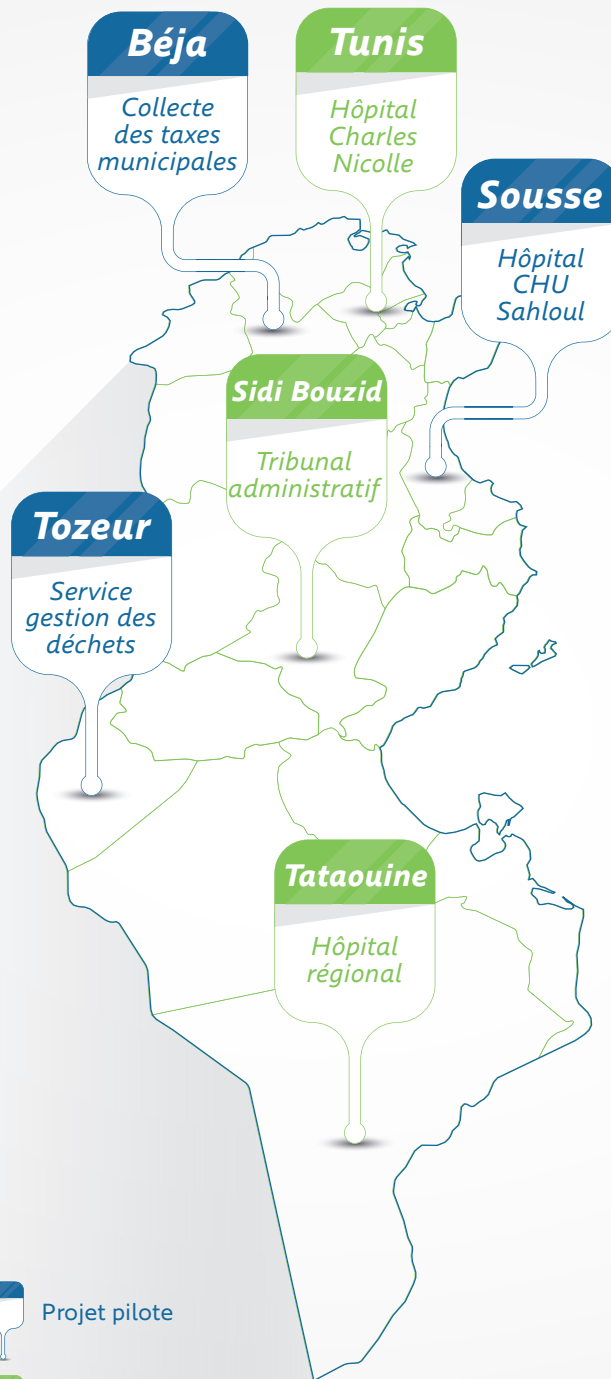 Béja
Collecte
des taxes
municipales
Tunis
Hôpital
Charles
Nicolle
Sousse
Hôpital
CHU
Sahloul
Sidi Bouzid
Tribunal
administratif
Tozeur
Service
gestion des
déchets
Tataouine
Hôpital
régional
Projet pilote